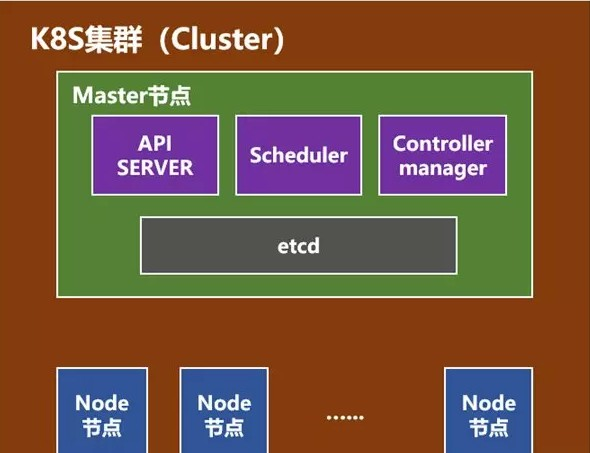 K8S集群（Cluster）
Master节点
API
SERVER
Scheduler
Controller
manager
etcd
Node
节点
Node
节点
……
Node
节点